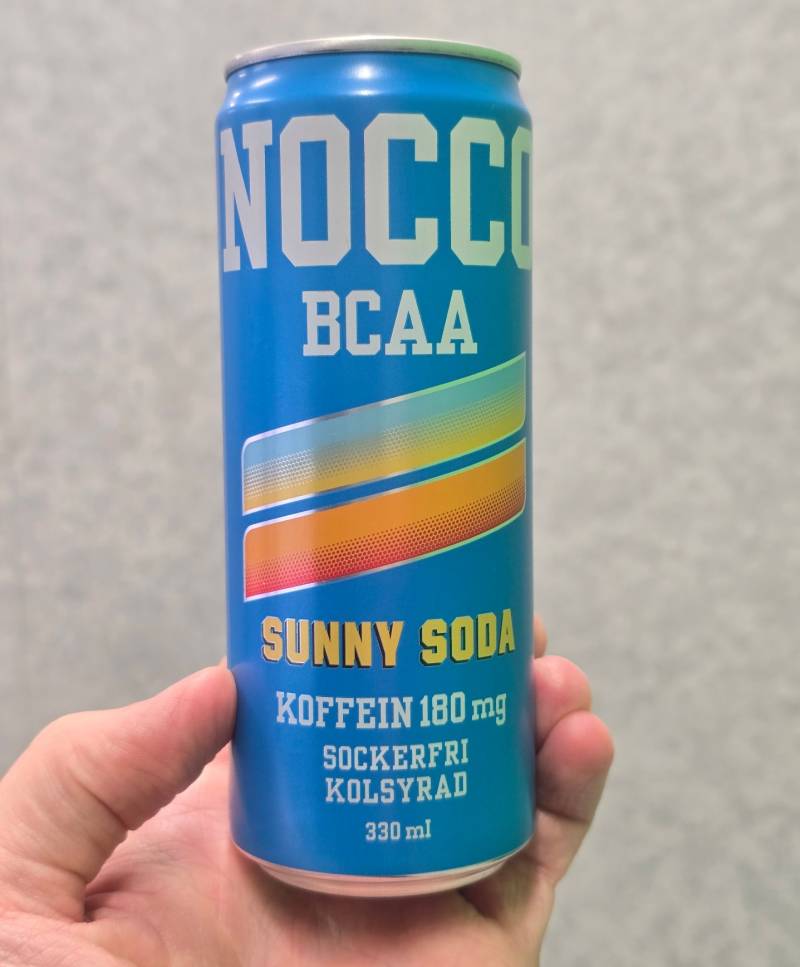 NOCCO
BCAA
SUNNY SODA
KOFFEIN 180 mg
SOCKERFRI
KOLSYRAD
330 ml